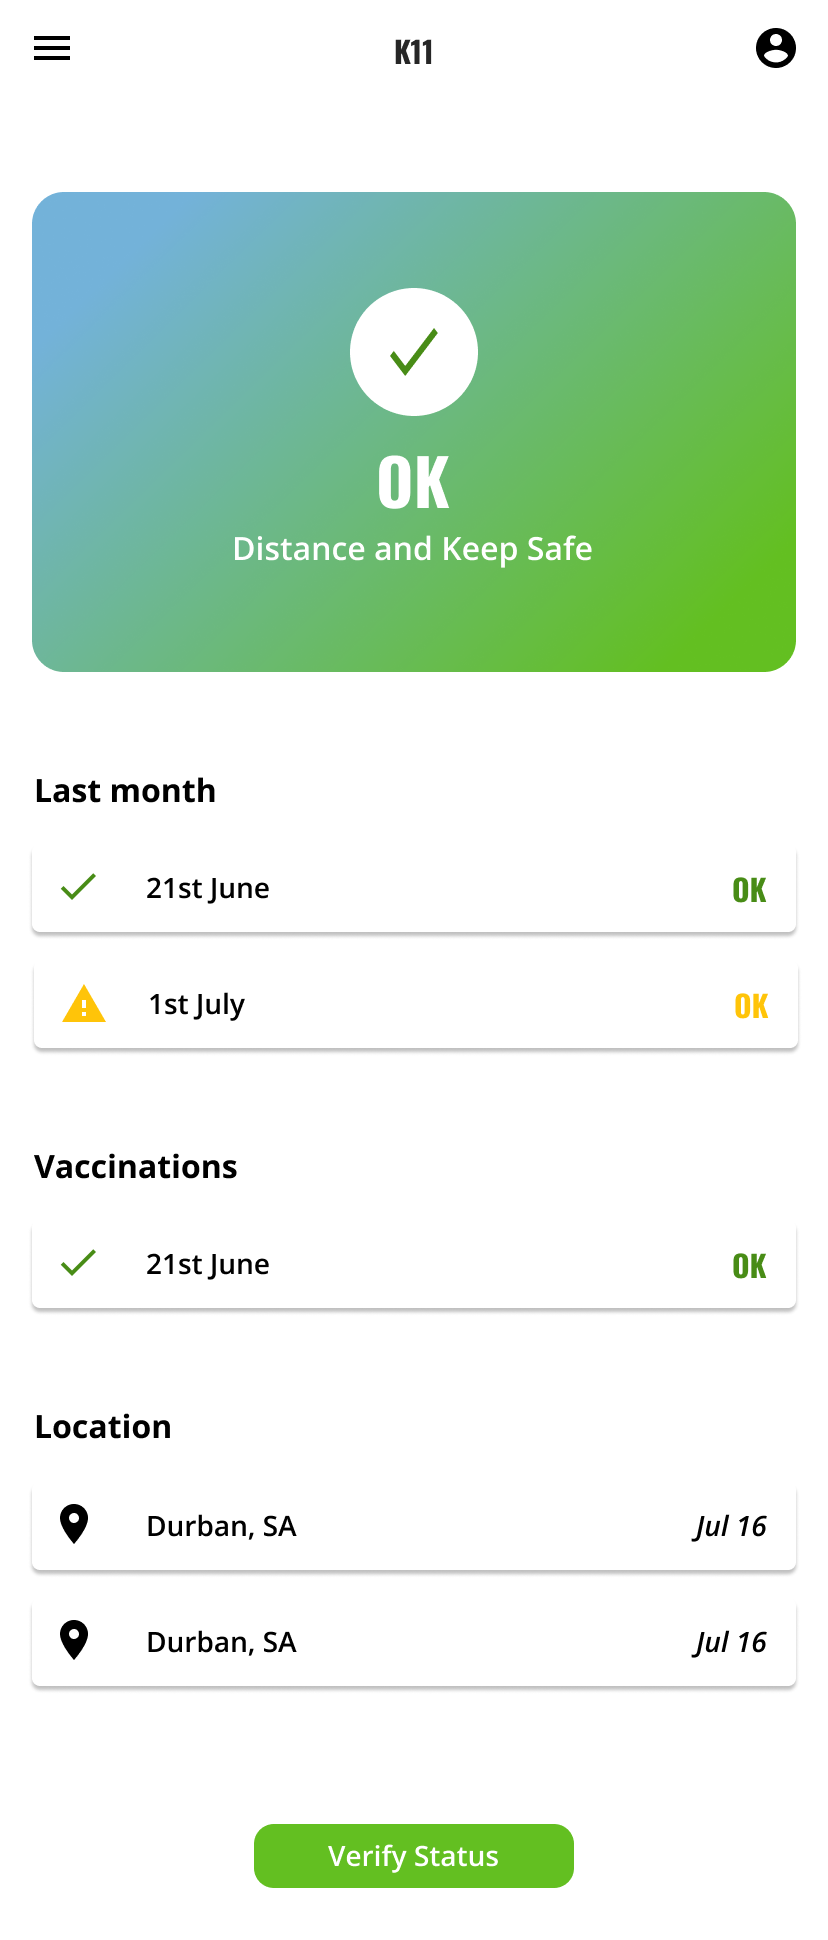 K11
OK
Distance and Keep Safe
Last month
21st June OK
1st July OK
Vaccinations
21st June OK
Location
Durban, SA Jul 16
Durban, SA Jul 16
Verify Status